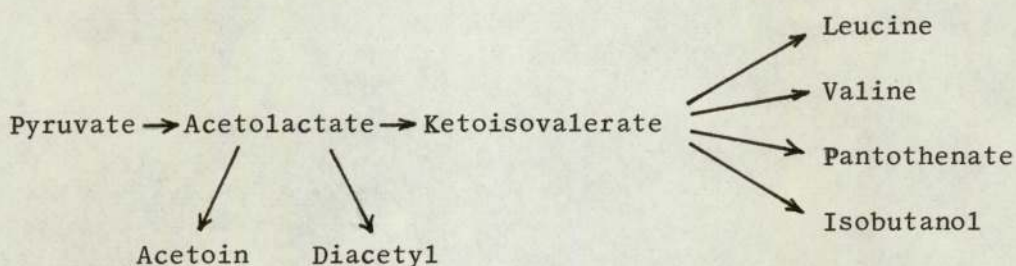 Leucine
Valine
Pyruvate → Acetolactate → Ketoisovalerate
Pantothenate
Isobutanol
Acetoin Diacetyl